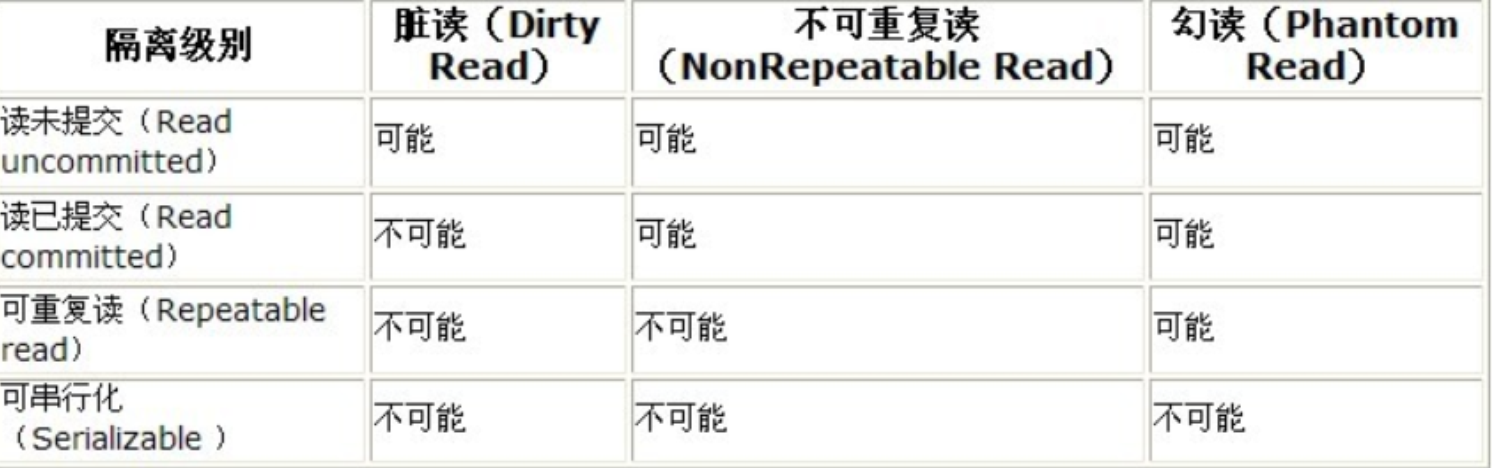 隔离级别
脏读（Dirty
Read）
不可重复读
（NonRepeatable Read）
幻读（Phantom
Read）
读未提交（Read
uncommitted）
可能
可能
可能
读已提交（Read
committed）
不可能
可能
可能
可重复读（Repeatable
read）
不可能
不可能
可能
可串行化
（Serializable ）
不可能
不可能
不可能